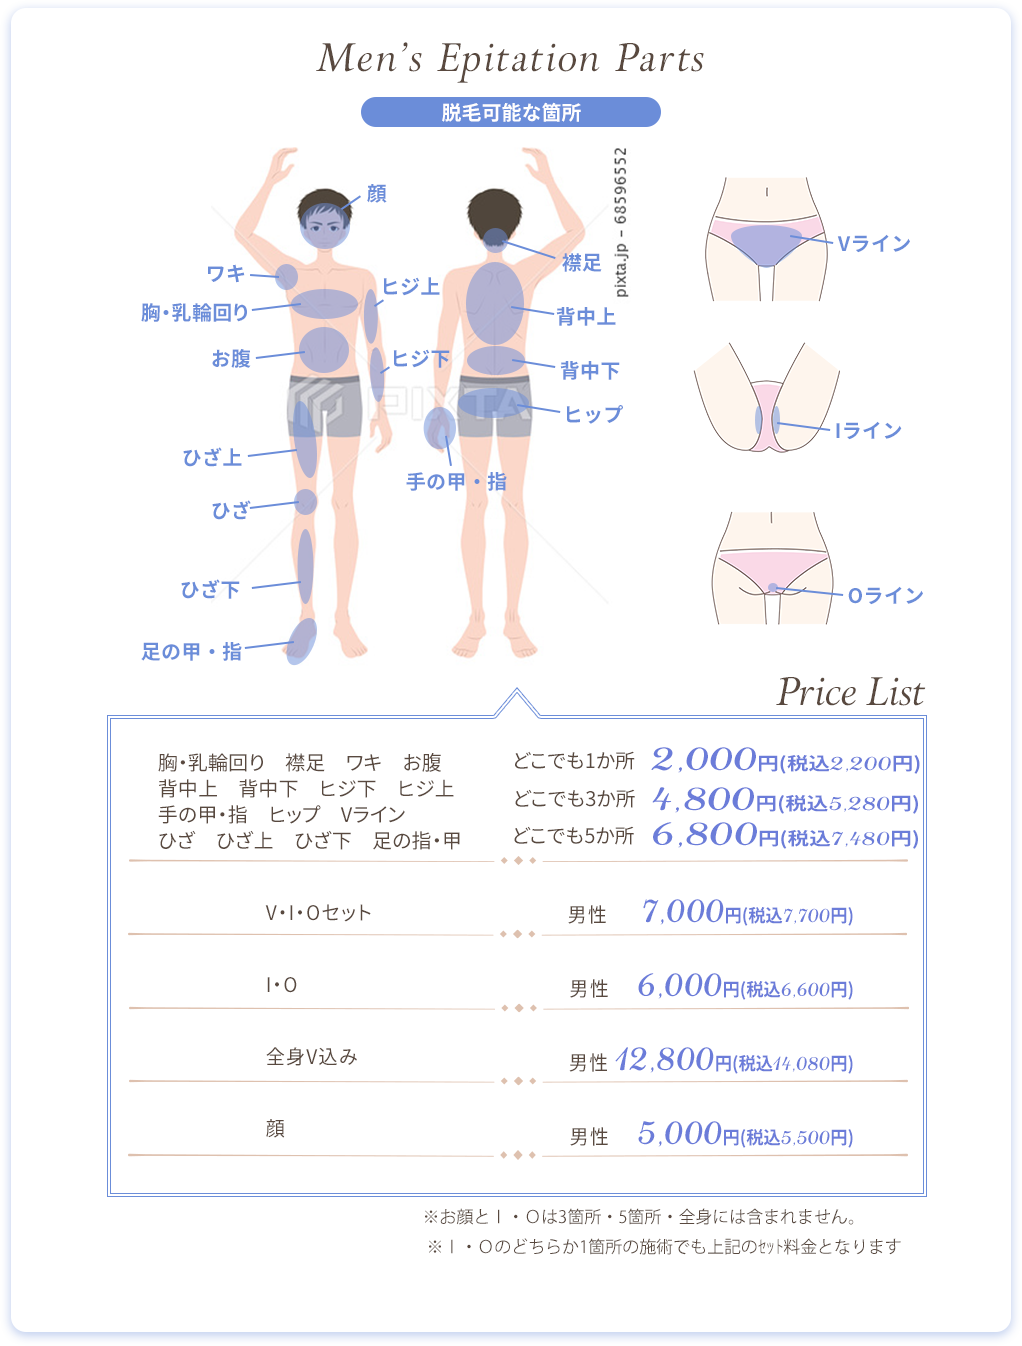 Men's Epitation Parts
脱毛可能な箇所
pixta.jp - 68596552
PIXTA
顔
ワキ
胸・乳輪回り
お腹
ヒジ上
ヒジ下
ひざ上
ひざ
ひざ下
足の甲・指
襟足
背中上
背中下
ヒップ
手の甲・指
Vライン
Iライン
Oライン
Price List
胸・乳輪回り 襟足 ワキ お腹
背中上 背中下 ヒジ下 ヒジ上
手の甲・指 ヒップ Vライン
ひざ ひざ上 ひざ下 足の指・甲
どこでも1か所 2,000円(税込2,200円)
どこでも3か所 4,800円(税込5,280円)
どこでも5か所 6,800円(税込7,480円)
V・I・Oセット 男性 7,000円(税込7,700円)
I・O 男性 6,000円(税込6,600円)
全身V込み 男性 12,800円(税込14,080円)
顔 男性 5,000円(税込5,500円)
※お顔とＩ・Ｏは3箇所・5箇所・全身には含まれません。
※Ｉ・Ｏのどちらか1箇所の施術でも上記のｾｯﾄ料金となります